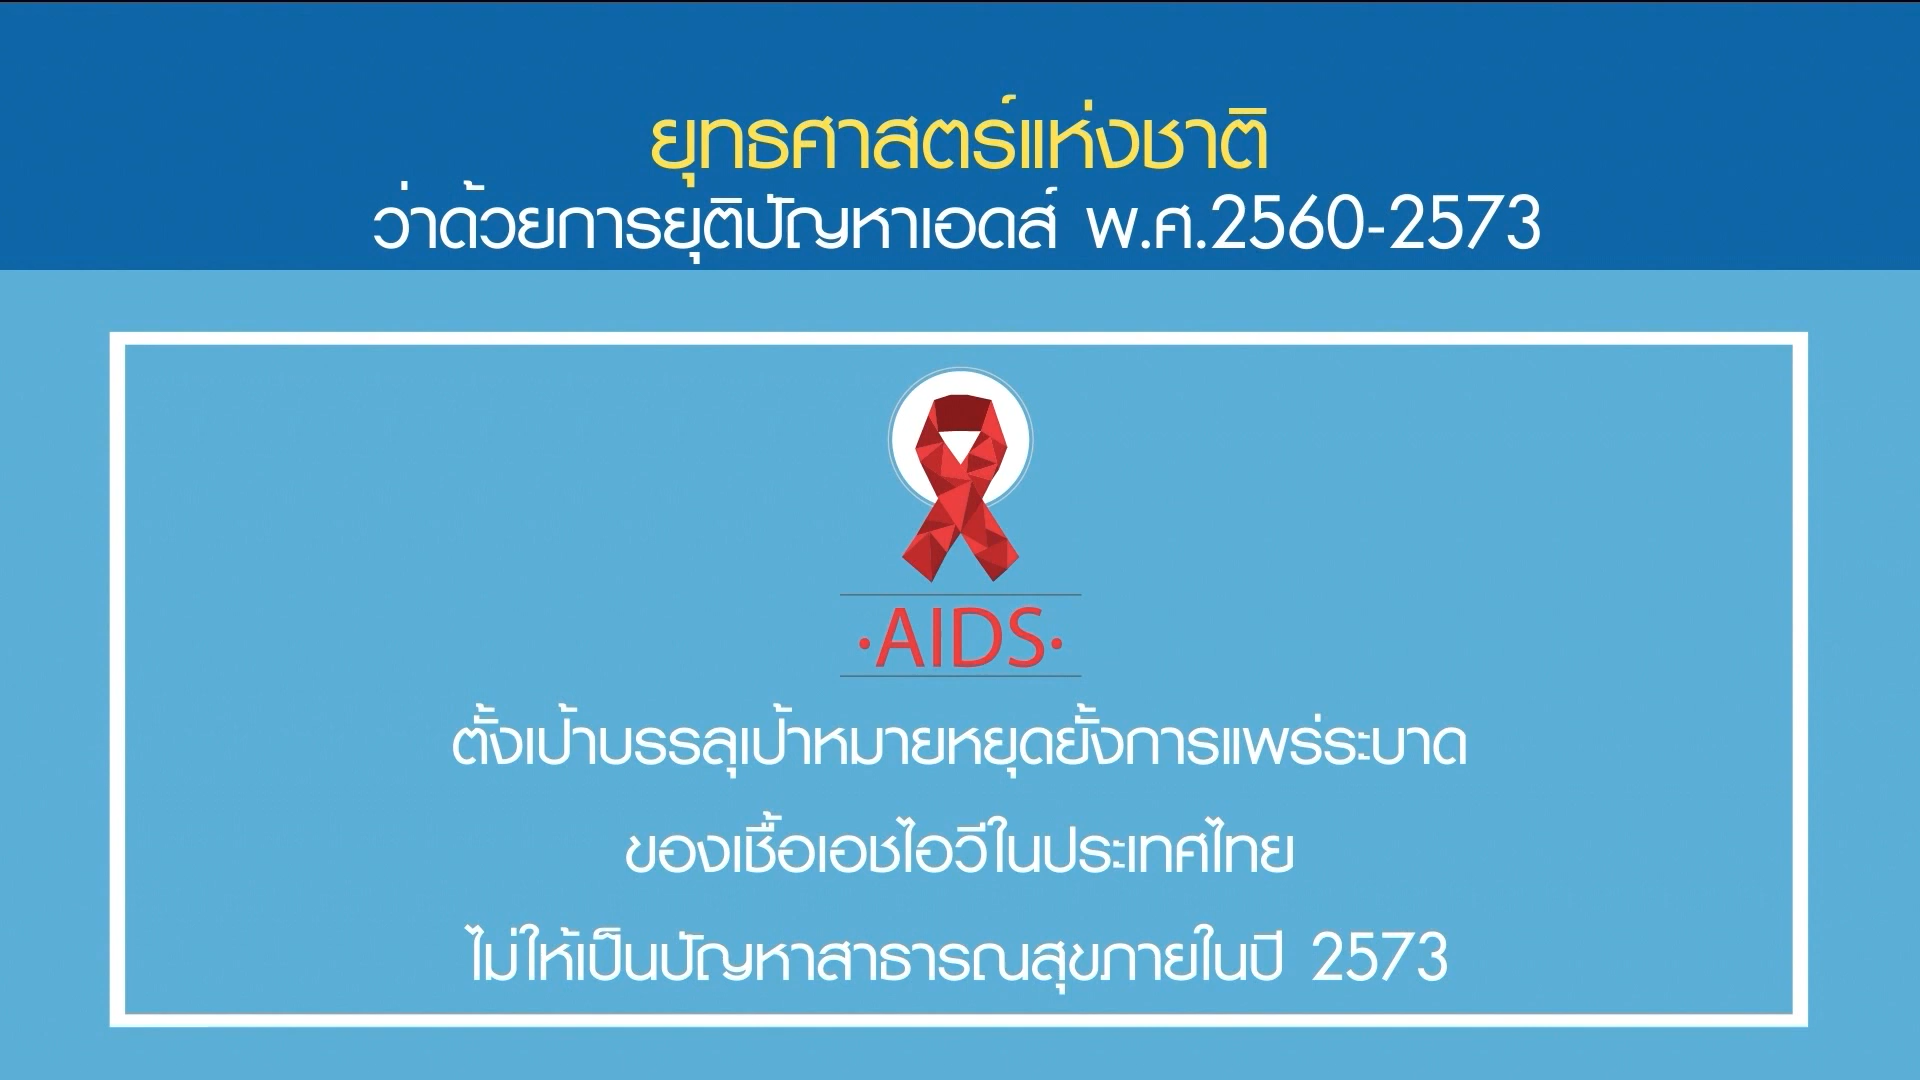 ยุทธศาสตร์แห่งชาติ
ว่าด้วยการยุติปัญหาเอดส์ พ.ศ.2560-2573
·AIDS·
ตั้งเป้าบรรลุเป้าหมายหยุดยั้งการแพร่ระบาด
ของเชื้อเอชไอวีในประเทศไทย
ไม่ให้เป็นปัญหาสาธารณสุขภายในปี 2573